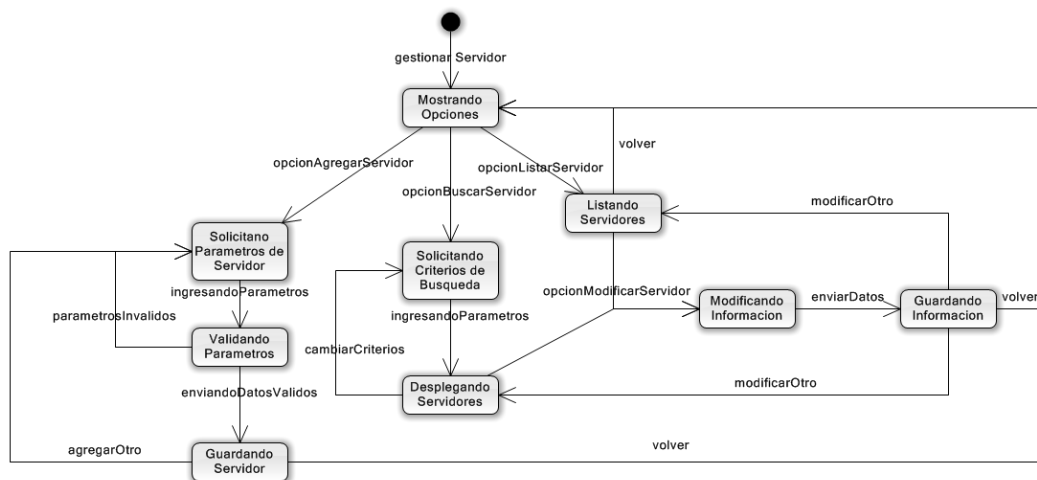 gestionar Servidor
Mostrando
Opciones
volver
opcionAgregarServidor
opcionListarServidor
opcionBuscarServidor
Listando
Servidores
modificarOtro
Solicitano
Parametros de
Servidor
Solicitando
Criterios de
Busqueda
ingresandoParametros
opcionModificarServidor
Modificando
Informacion
enviarDatos
Guardando
Informacion
volver
parametrosInvalidos
ingresandoParametros
Validando
Parametros
cambiarCriterios
Desplegando
Servidores
modificarOtro
enviandoDatosValidos
agregarOtro
Guardando
Servidor
volver